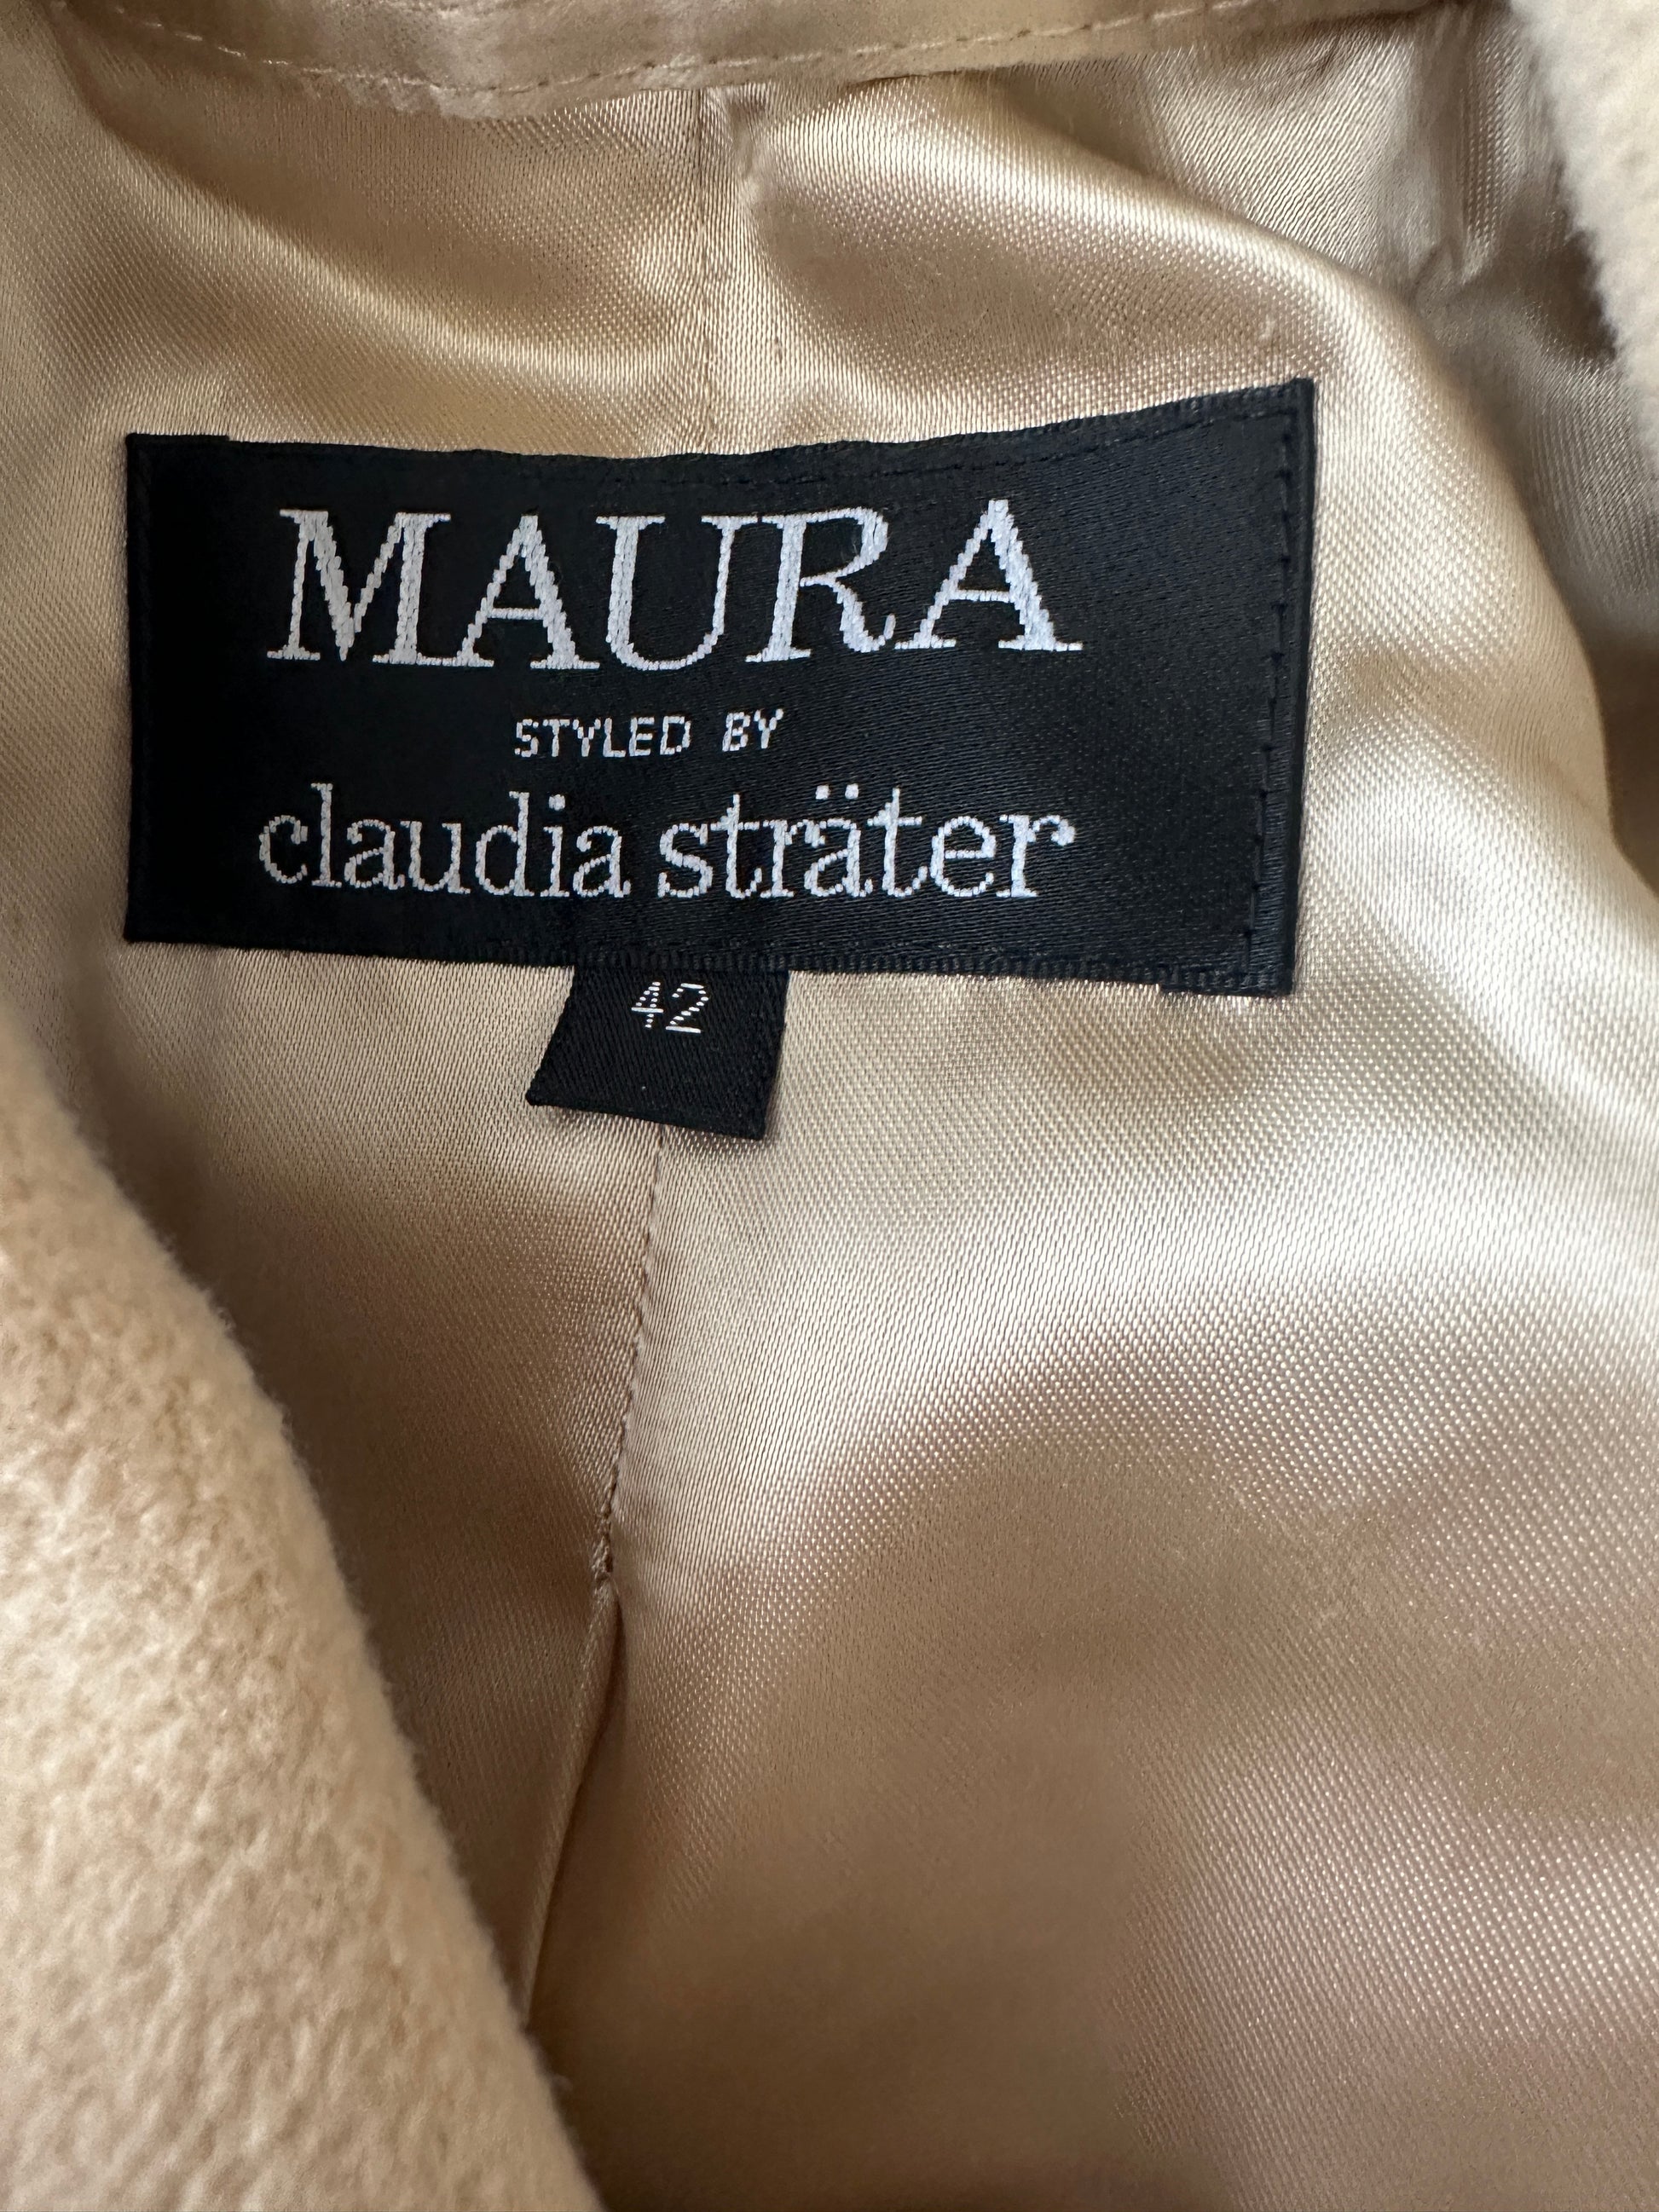 MAURA
STYLED BY
claudia sträter
42